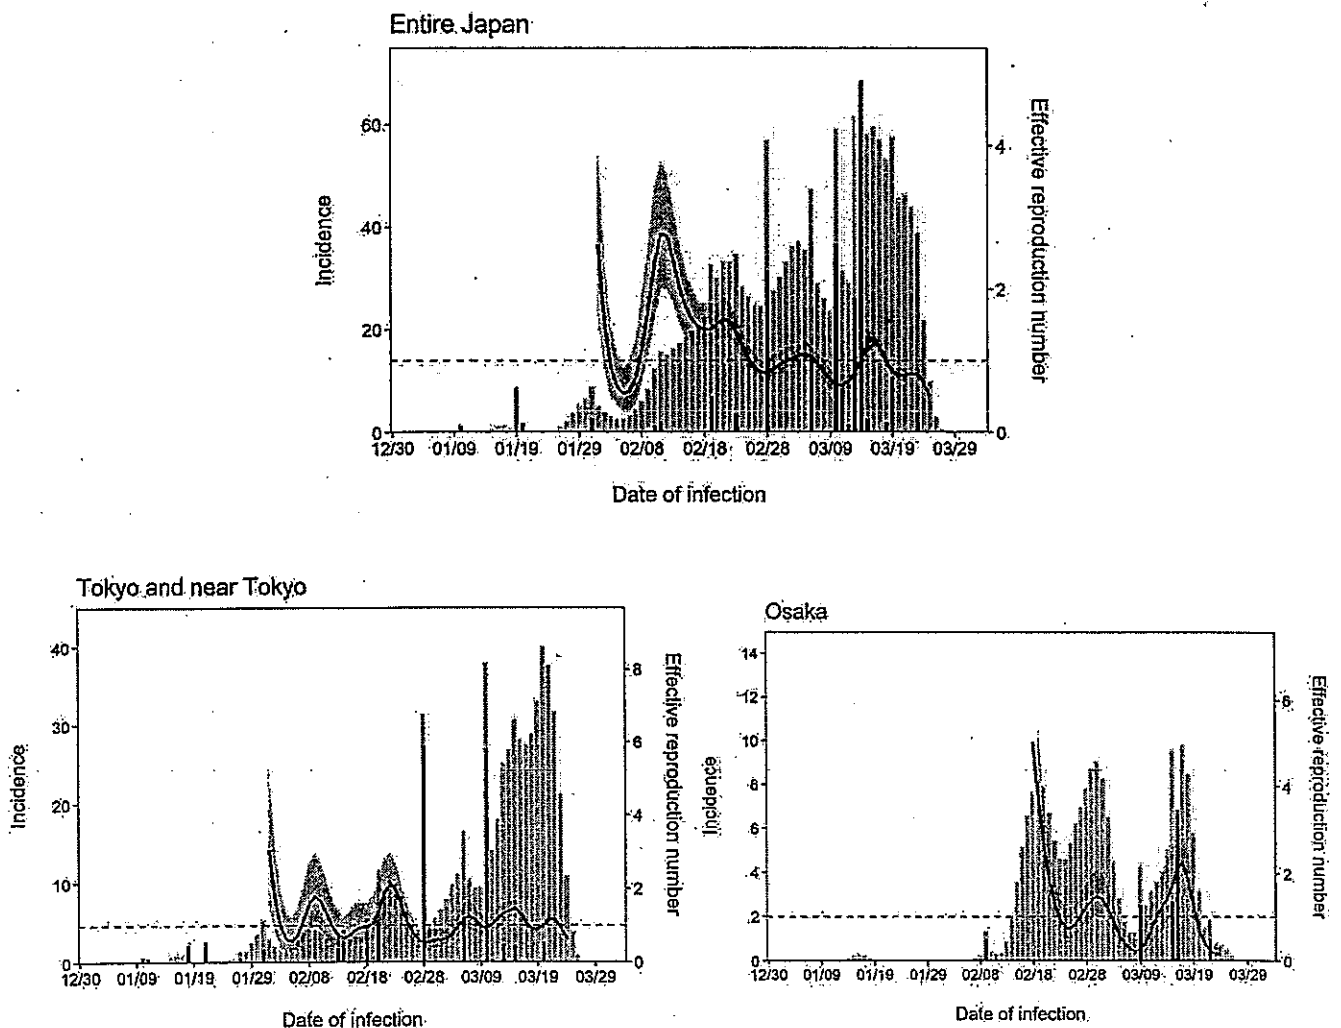 Entire Japan
60
40
20
0
4
2
0
Incidence
Effective reproduction number
12/30 01/09 01/19 01/29 02/08 02/18 02/28 03/09 03/19 03/29
Date of infection
Tokyo and near Tokyo
40
30
20
10
0
8
6
4
2
0
Incidence
Effective reproduction number
12/30 01/09 01/19 01/29 02/08 02/18 02/28 03/09 03/19 03/29
Date of infection
Osaka
14
12
10
8
6
4
2
0
6
4
2
0
Incidence
Effective reproduction number
12/30 01/09 01/19 01/29 02/08 02/18 02/28 03/09 03/19 03/29
Date of infection